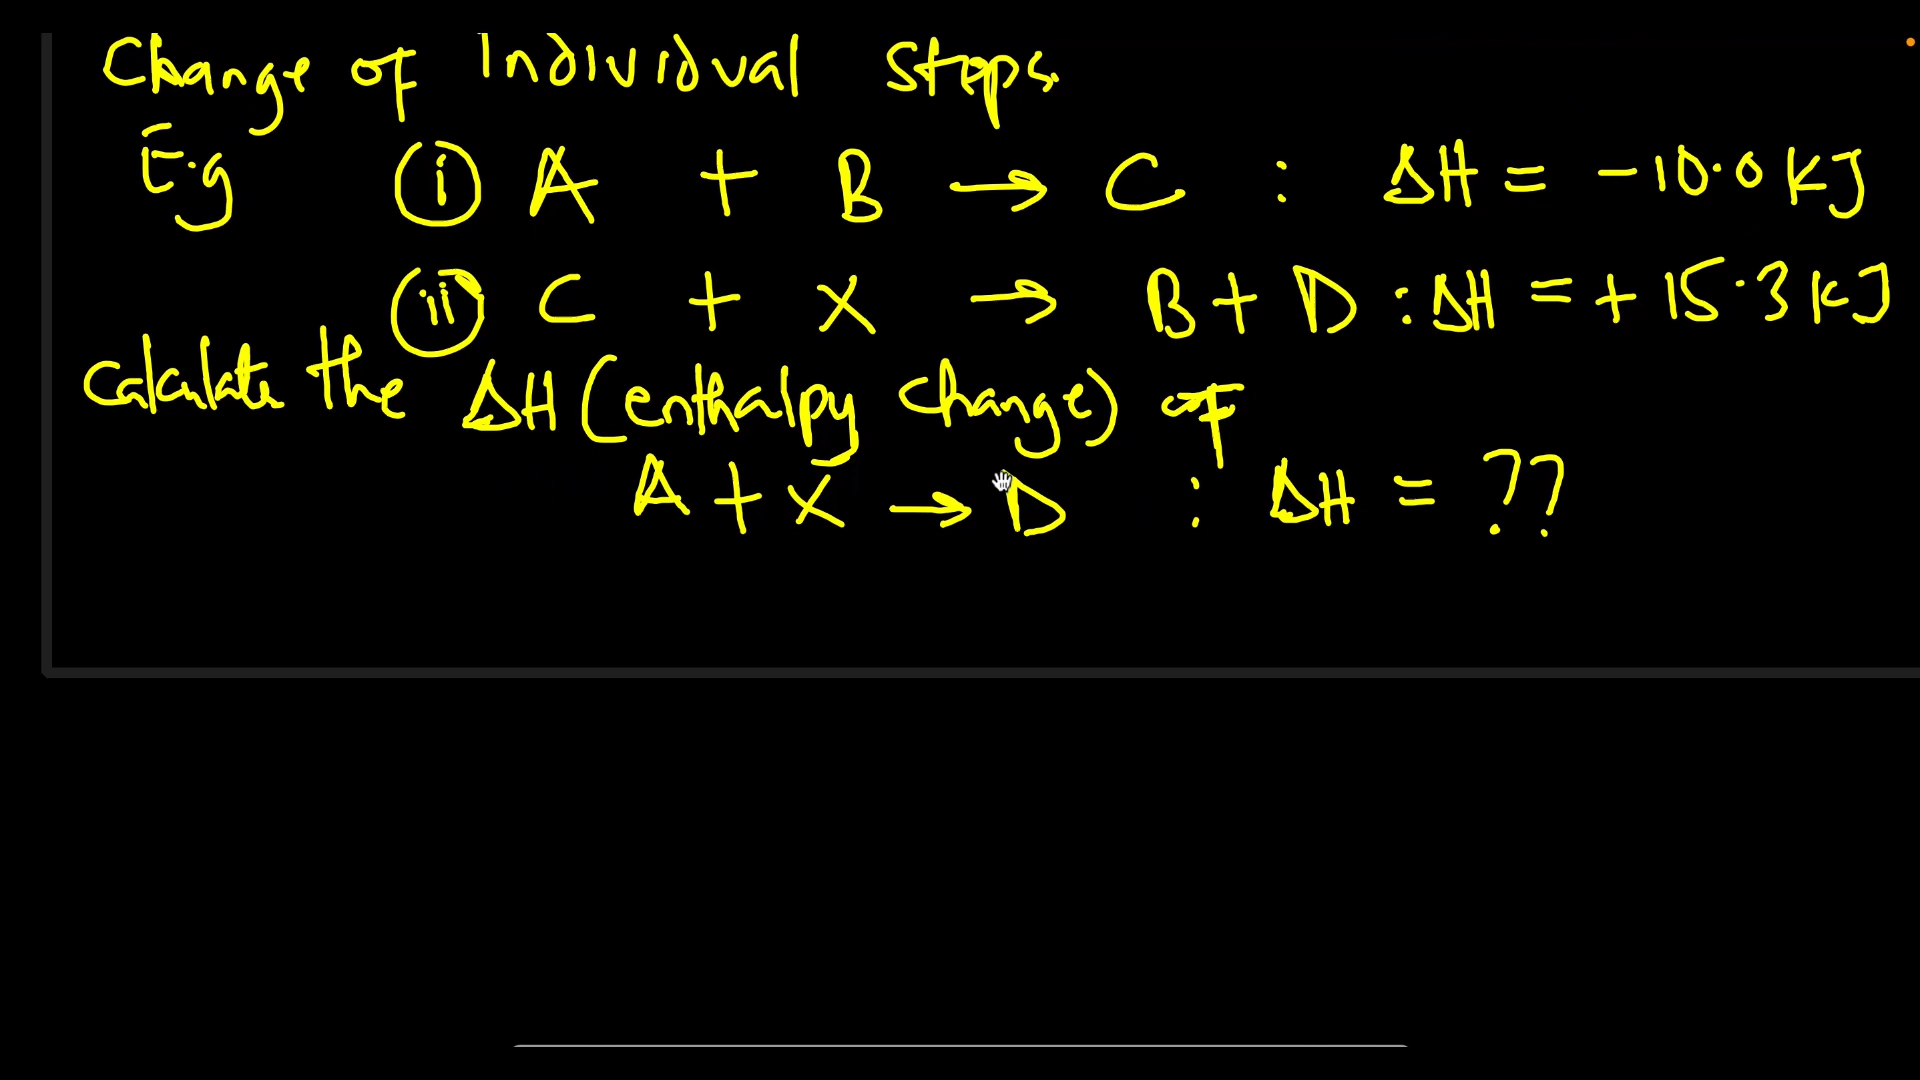 Change of Individual Steps.
E.g (i) A + B → C : ΔH = -10.0 KJ
(ii) C + X → B + D : ΔH = + 15.3 KJ
Calculate the ΔH (enthalpy change) of
A + X → D : ΔH = ??